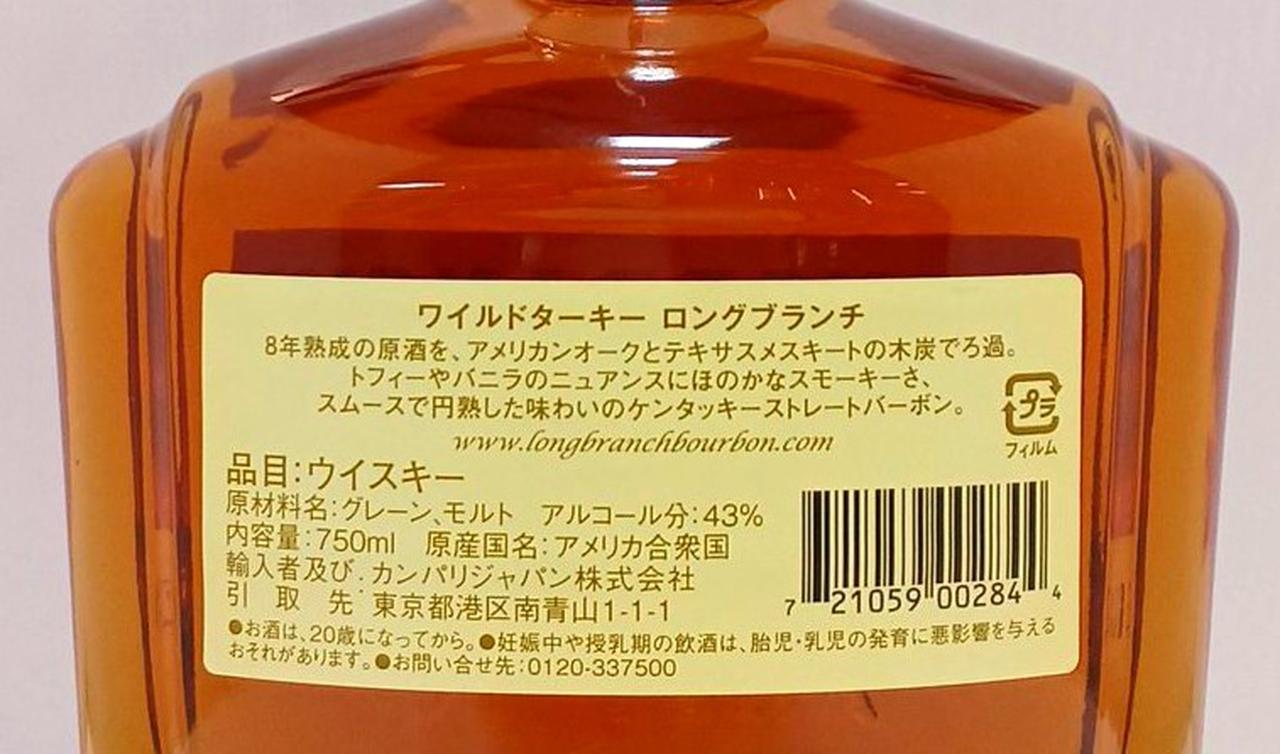 ワイルドターキー ロングブランチ
8年熟成の原酒を、アメリカンオークとテキサスメスキートの木炭でろ過。
トフィーやバニラのニュアンスにほのかなスモーキーさ、
スムースで円熟した味わいのケンタッキーストレートバーボン。
www.longbranchbourbon.com
プラ
フィルム
品目:ウイスキー
原材料名:グレーン、モルト アルコール分:43%
内容量:750ml 原産国名:アメリカ合衆国
輸入者及び. カンパリジャパン株式会社
引取先 東京都港区南青山1-1-1
7 21059 00284 4
●お酒は、20歳になってから。●妊娠中や授乳期の飲酒は、胎児・乳児の発育に悪影響を与える
おそれがあります。●お問い合せ先:0120-337500